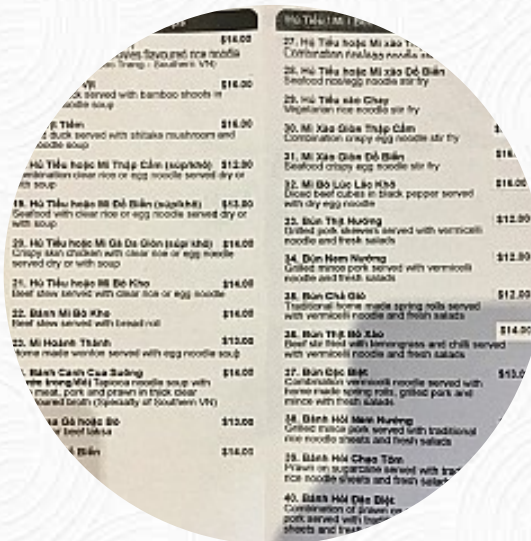 $14.00
flavoured rice noodle
- Southern VN)
$16.00
served with bamboo shoots in
noodle soup
Tiềm $16.00
duck served with shitake mushroom and
noodle soup
Hủ Tiếu hoặc Mì Thập Cẩm (súp/khô) $12.00
combination clear rice or egg noodle served dry or
with soup
19. Hủ Tiếu hoặc Mì Đồ Biển (súp/khô) $13.00
Seafood with clear rice or egg noodle served dry or
with soup
20. Hủ Tiếu hoặc Mì Gà Da Giòn (súp/khô) $14.00
Crispy skin chicken with clear rice or egg noodle
served dry or with soup
21. Hủ Tiếu hoặc Mì Bò Kho $14.00
Beef stew served with clear rice or egg noodle
22. Bánh Mì Bò Kho $14.00
Beef stew served with bread roll
23. Mì Hoành Thánh $13.00
Home made wonton served with egg noodle soup
Bánh Canh Cua $14.00
Tapioca noodle soup with
meat, pork and prawn in thick clear
flavoured broth (Specialty of Southern VN)
Gà hoặc Bò $13.00
or beef laksa
Biển $14.00
Hủ Tiếu / Mì /
27. Hủ Tiếu hoặc Mì xào
Combination rice/egg noodle
28. Hủ Tiếu hoặc Mì xào Đồ Biển
Seafood rice/egg noodle stir fry
29. Hủ Tiếu xào Chay
Vegetarian rice noodle stir fry
30. Mì Xào Giòn Thập Cẩm
Combination crispy egg noodle stir fry
31. Mì Xào Giòn Đồ Biển
Seafood crispy egg noodle stir fry
32. Mì Bò Lúc Lắc Khô $16.00
Diced beef cubes in black pepper served
with dry egg noodle
33. Bún Thịt Nướng $12.00
Grilled pork skewers served with vermicelli
noodle and fresh salads
34. Bún Nem Nướng $12.00
Grilled mince pork served with vermicelli
noodle and fresh salads
35. Bún Chả Giò $12.00
Traditional home made spring rolls served
with vermicelli noodle and fresh salads
36. Bún Thịt Bò Xào $14.00
Beef stir fried with lemongrass and chilli served
with vermicelli noodle and fresh salads
37. Bún Đặc Biệt
Combination vermicelli noodle served with
home made spring rolls, grilled pork and
mince with fresh salads
38. Bánh Hỏi Nem Nướng
Grilled mince pork served with traditional
rice noodle sheets and fresh salads
39. Bánh Hỏi Chạo Tôm
Prawn on sugarcane served with
rice noodle sheets and fresh
40. Bánh Hỏi Đặc Biệt
Combination of prawn on
pork served with
sheets and